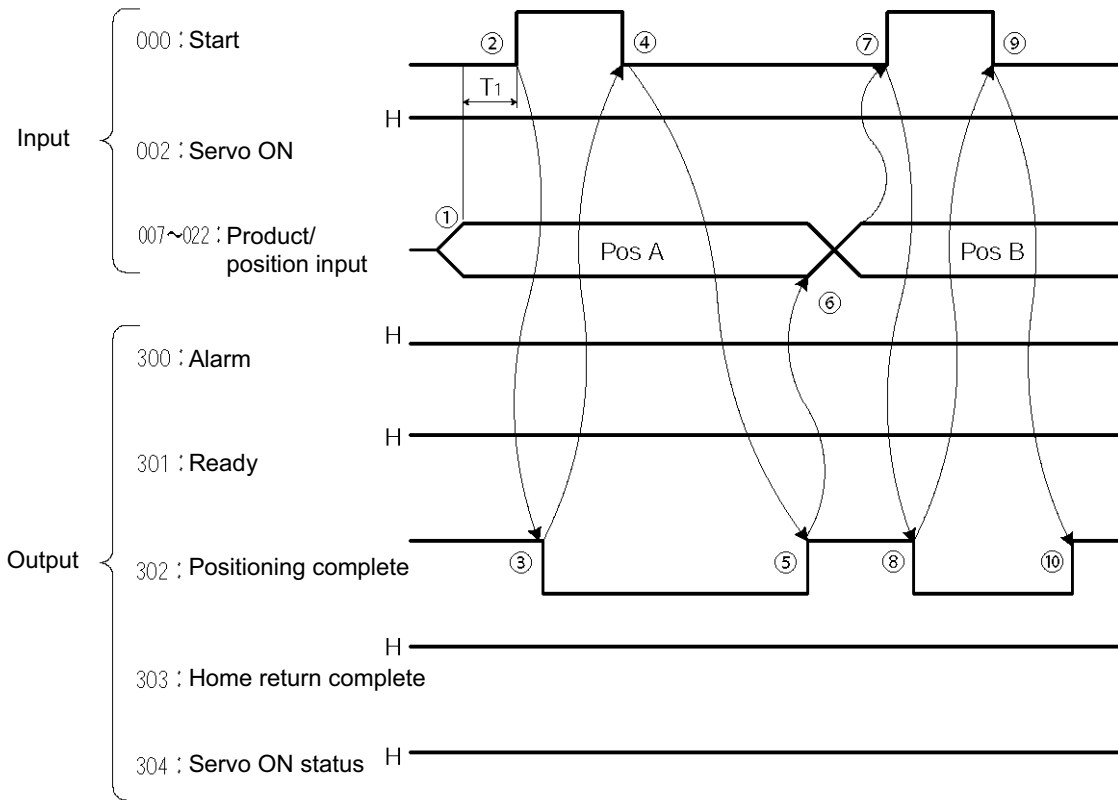 000 : Start
② ④ ⑦ ⑨
T1
H
Input
002 : Servo ON
①
007~022 : Product/
position input
Pos A
Pos B
⑥
H
300 : Alarm
H
301 : Ready
Output
302 : Positioning complete
③ ⑤ ⑧ ⑩
H
303 : Home return complete
H
304 : Servo ON status